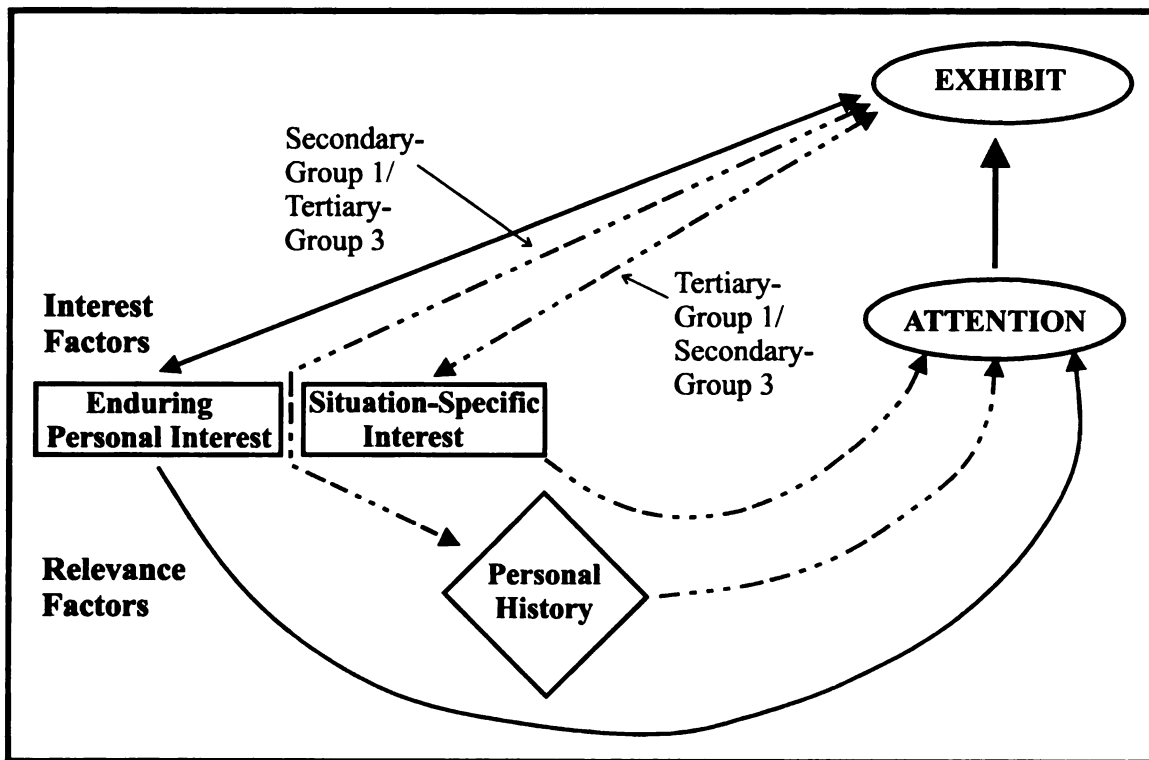 EXHIBIT
Secondary-
Group 1/
Tertiary-
Group 3
Tertiary-
Group 1/
Secondary-
Group 3
Interest
Factors
ATTENTION
Enduring
Personal Interest
Situation-Specific
Interest
Relevance
Factors
Personal
History